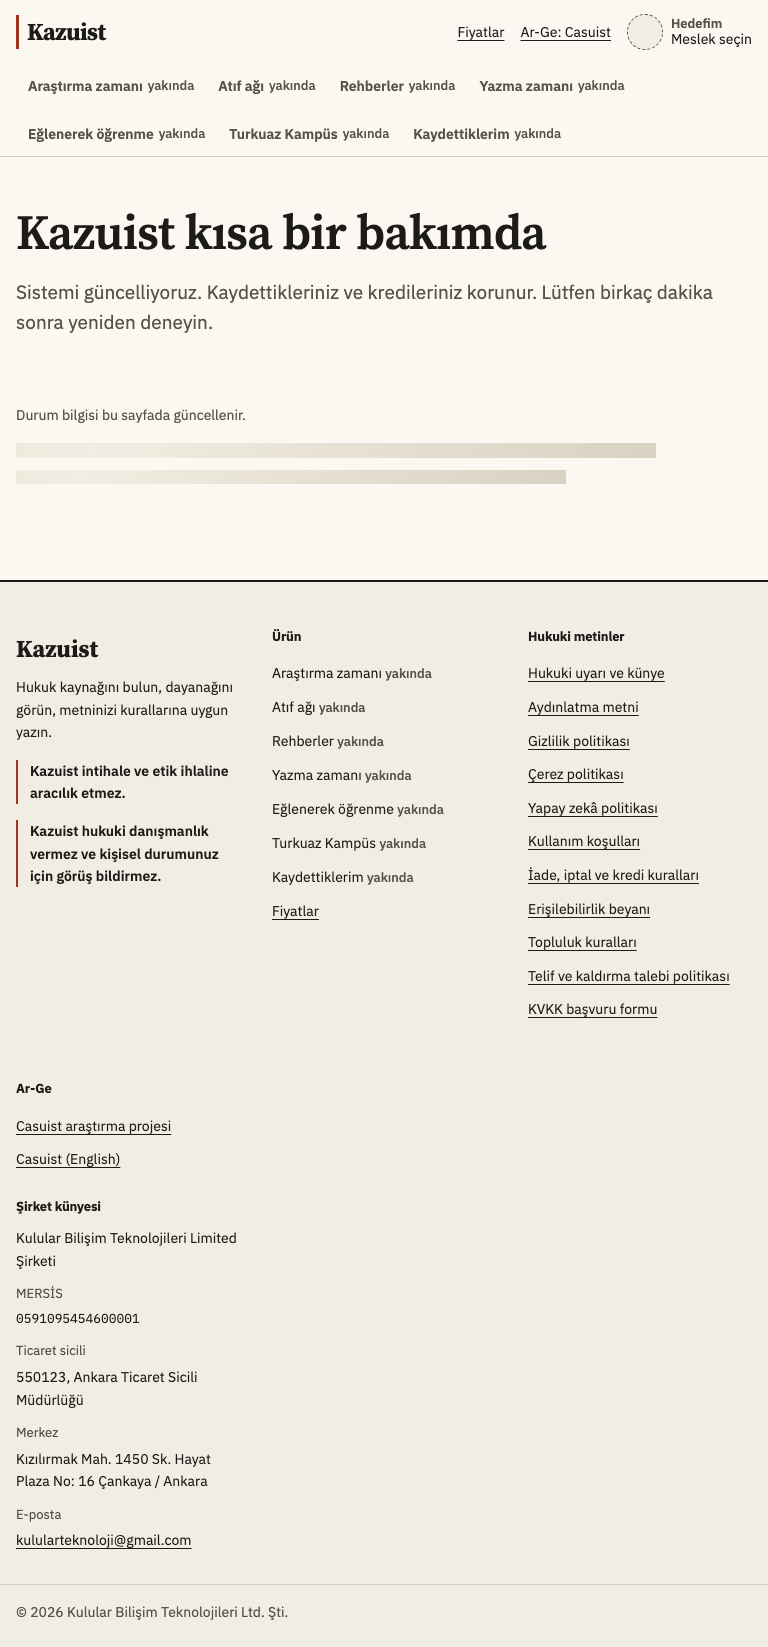 Kazuist
Fiyatlar
Ar-Ge: Casuist
Hedefim
Meslek seçin
Araştırma zamanı yakında
Atıf ağı yakında
Rehberler yakında
Yazma zamanı yakında
Eğlenerek öğrenme yakında
Turkuaz Kampüs yakında
Kaydettiklerim yakında
Kazuist kısa bir bakımda
Sistemi güncelliyoruz. Kaydettikleriniz ve kredileriniz korunur. Lütfen birkaç dakika
sonra yeniden deneyin.
Durum bilgisi bu sayfada güncellenir.
Kazuist
Hukuk kaynağını bulun, dayanağını
görün, metninizi kurallarına uygun
yazın.
Kazuist intihale ve etik ihlaline
aracılık etmez.
Kazuist hukuki danışmanlık
vermez ve kişisel durumunuz
için görüş bildirmez.
Ürün
Araştırma zamanı yakında
Atıf ağı yakında
Rehberler yakında
Yazma zamanı yakında
Eğlenerek öğrenme yakında
Turkuaz Kampüs yakında
Kaydettiklerim yakında
Fiyatlar
Hukuki metinler
Hukuki uyarı ve künye
Aydınlatma metni
Gizlilik politikası
Çerez politikası
Yapay zekâ politikası
Kullanım koşulları
İade, iptal ve kredi kuralları
Erişilebilirlik beyanı
Topluluk kuralları
Telif ve kaldırma talebi politikası
KVKK başvuru formu
Ar-Ge
Casuist araştırma projesi
Casuist (English)
Şirket künyesi
Kulular Bilişim Teknolojileri Limited
Şirketi
MERSİS
0591095454600001
Ticaret sicili
550123, Ankara Ticaret Sicili
Müdürlüğü
Merkez
Kızılırmak Mah. 1450 Sk. Hayat
Plaza No: 16 Çankaya / Ankara
E-posta
kulularteknoloji@gmail.com
© 2026 Kulular Bilişim Teknolojileri Ltd. Şti.